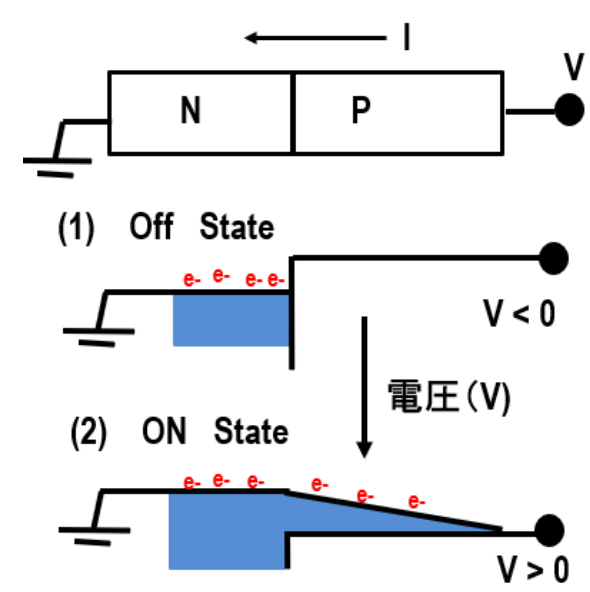 I
V
N P
(1) Off State
e- e- e- e-
V < 0
電圧(V)
(2) ON State
e- e- e- e- e- e-
V > 0